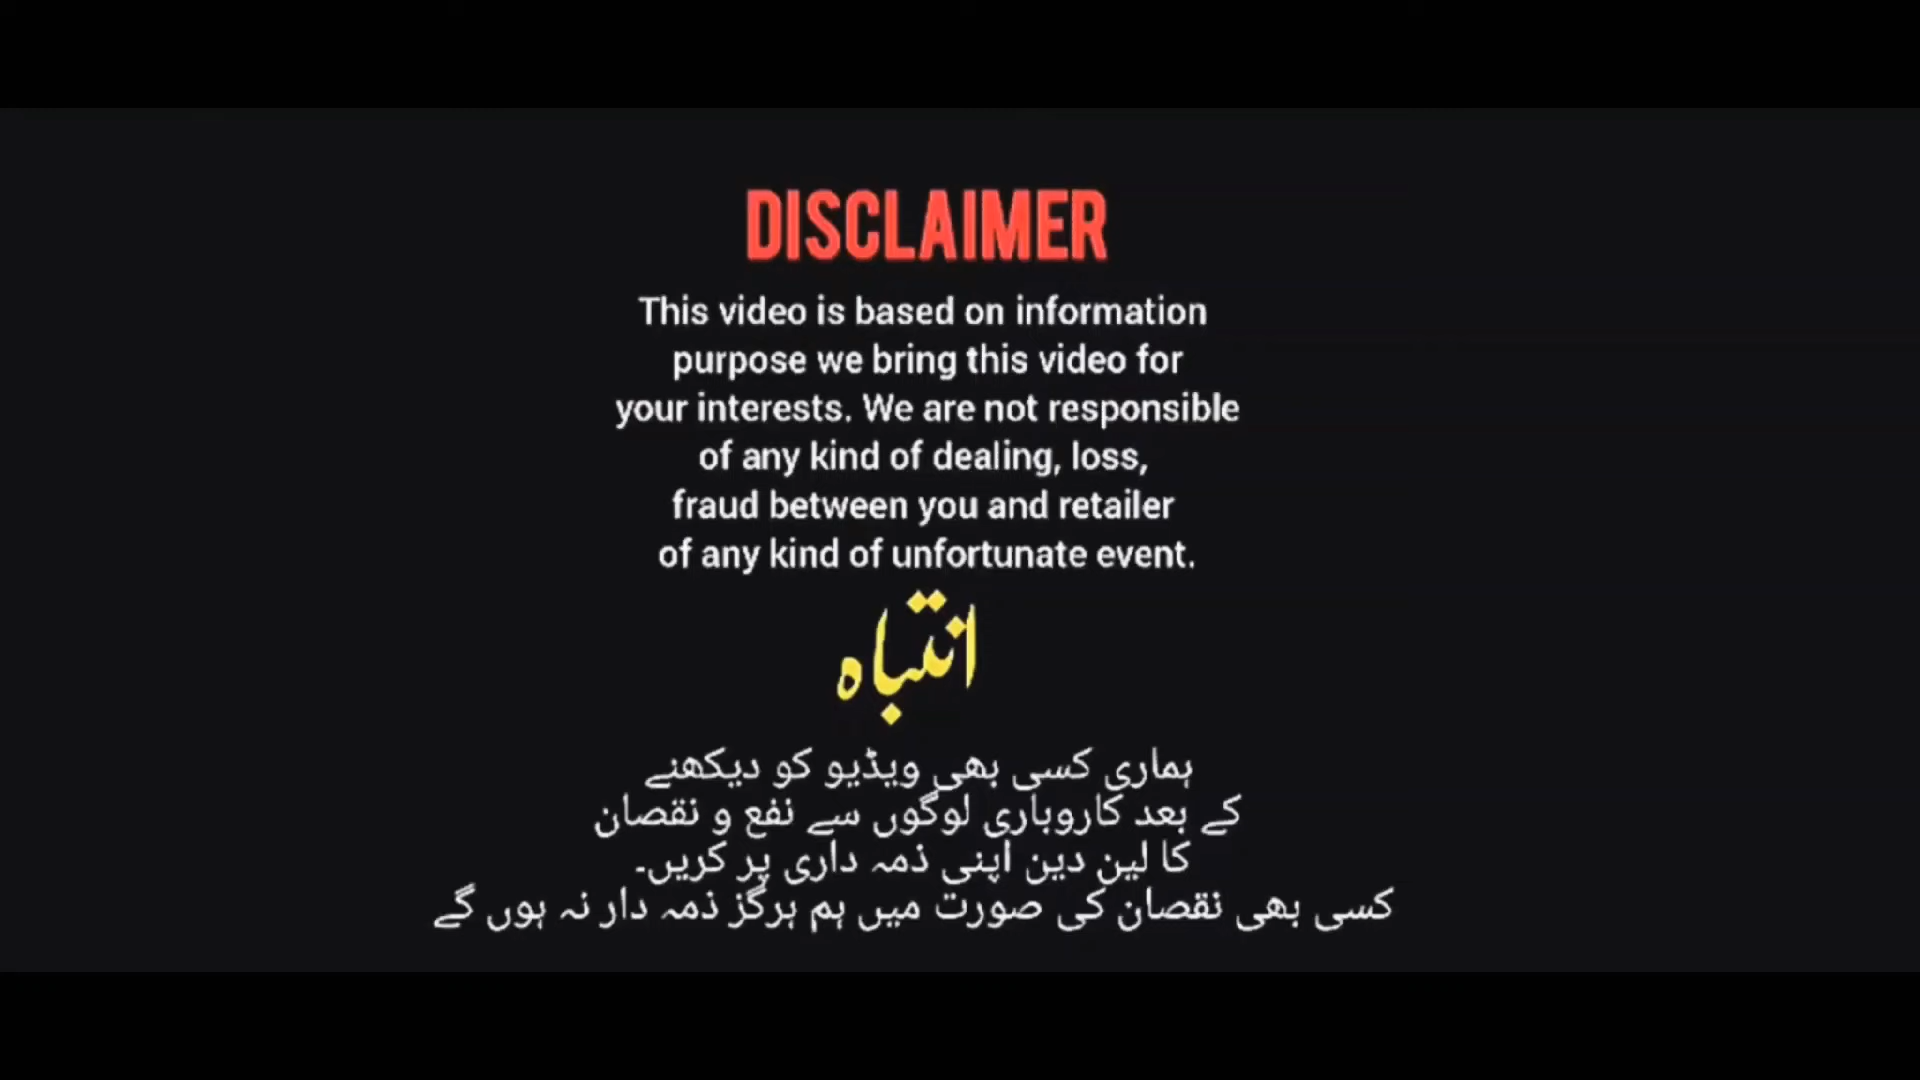 DISCLAIMER
This video is based on information
purpose we bring this video for
your interests. We are not responsible
of any kind of dealing, loss,
fraud between you and retailer
of any kind of unfortunate event.
انتباہ
ہماری کسی بھی ویڈیو کو دیکھنے
کے بعد کاروباری لوگوں سے نفع و نقصان
کا لین دین اپنی ذمہ داری پر کریں۔
کسی بھی نقصان کی صورت میں ہم ہرگز ذمہ دار نہ ہوں گے